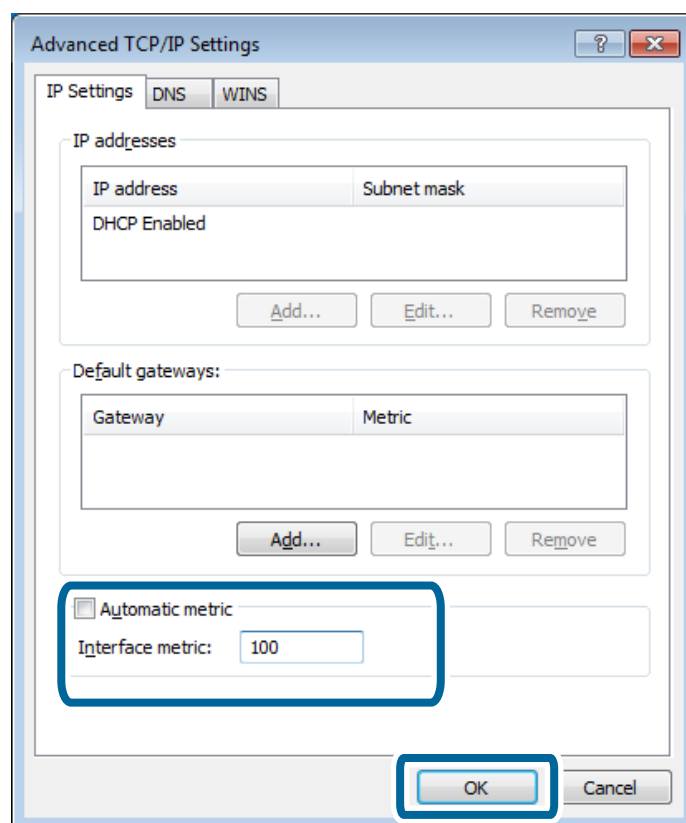 Advanced TCP/IP Settings
IP Settings DNS WINS
IP addresses
IP address Subnet mask
DHCP Enabled
Add... Edit... Remove
Default gateways:
Gateway Metric
Add... Edit... Remove
Automatic metric
Interface metric: 100
OK Cancel